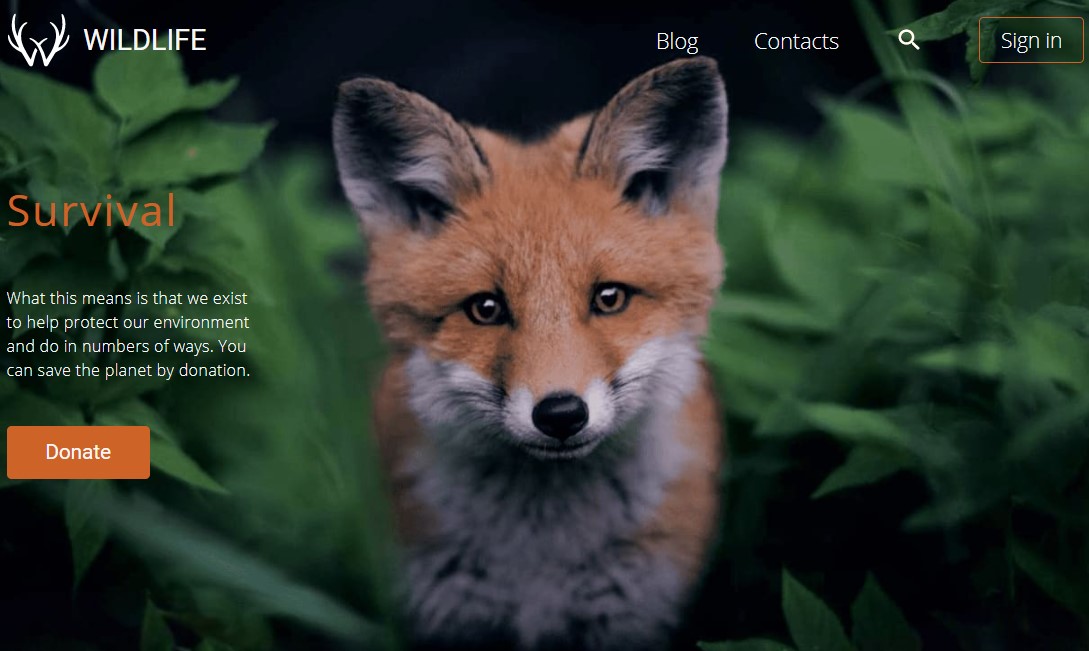 WILDLIFE
Blog
Contacts
Sign in
Survival
What this means is that we exist
to help protect our environment
and do in numbers of ways. You
can save the planet by donation.
Donate